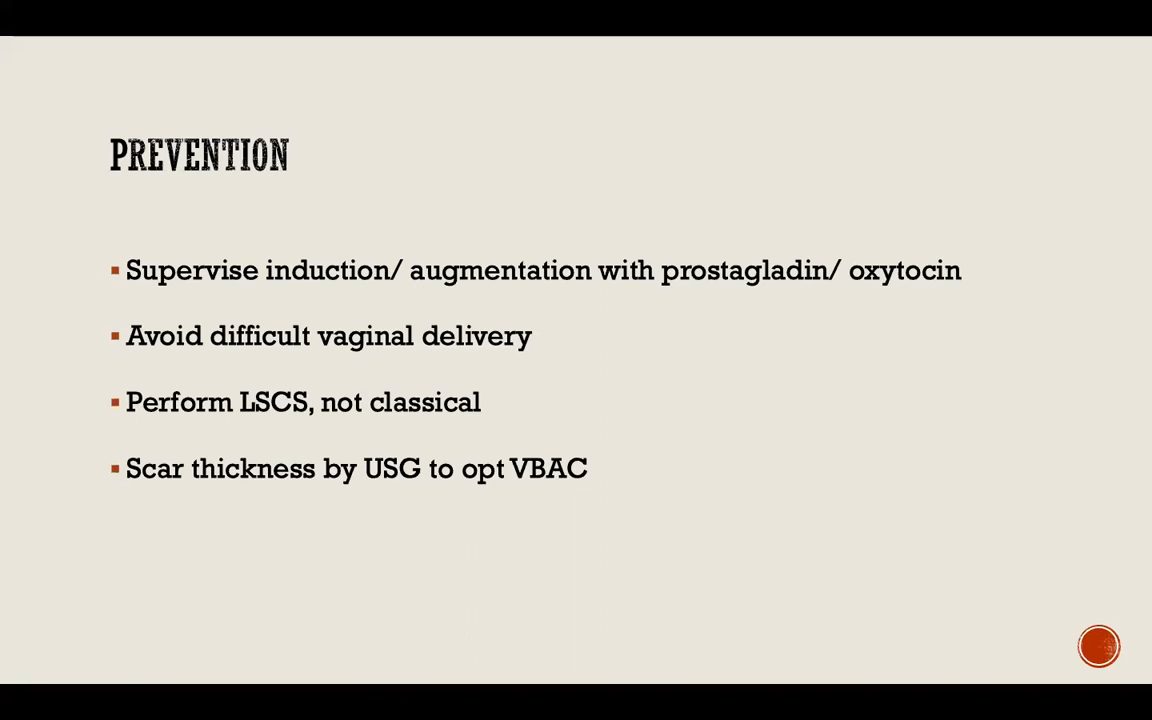 PREVENTION
▪ Supervise induction/ augmentation with prostagladin/ oxytocin
▪ Avoid difficult vaginal delivery
▪ Perform LSCS, not classical
▪ Scar thickness by USG to opt VBAC